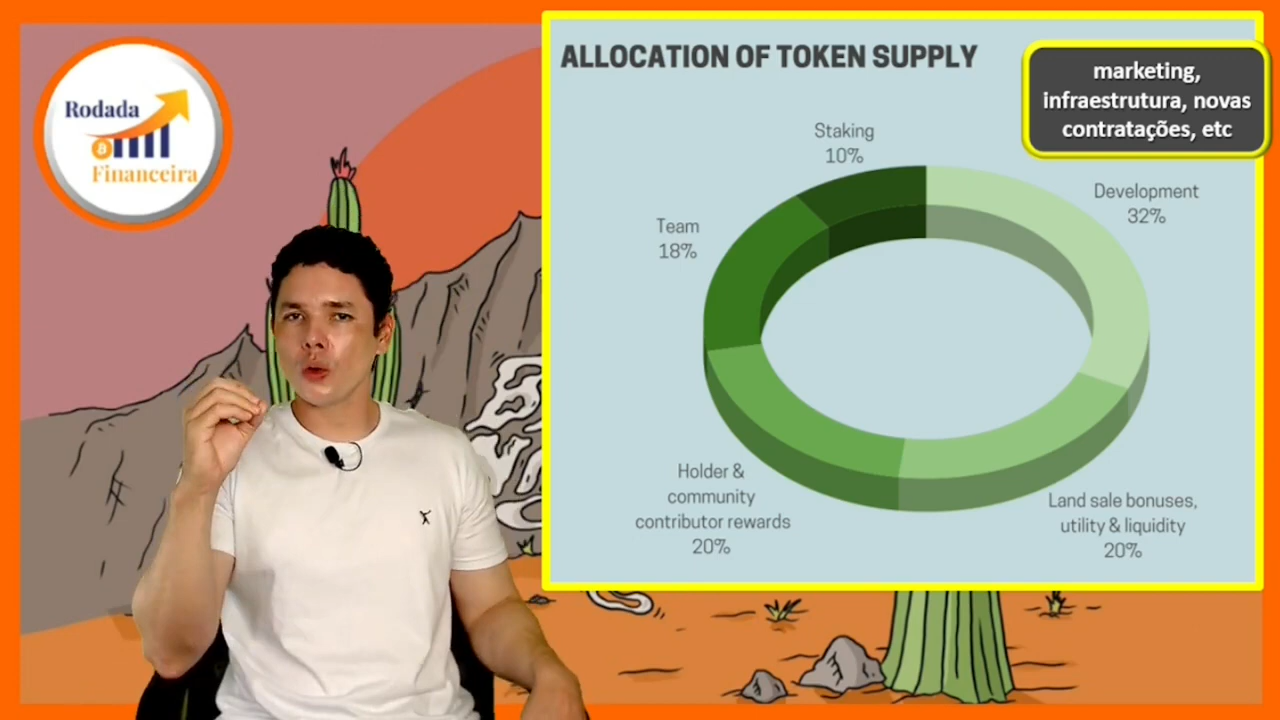 Rodada
Financeira
ALLOCATION OF TOKEN SUPPLY
marketing,
infraestrutura, novas
contratações, etc
Staking
10%
Development
32%
Team
18%
Holder &
community
contributor rewards
20%
Land sale bonuses,
utility & liquidity
20%